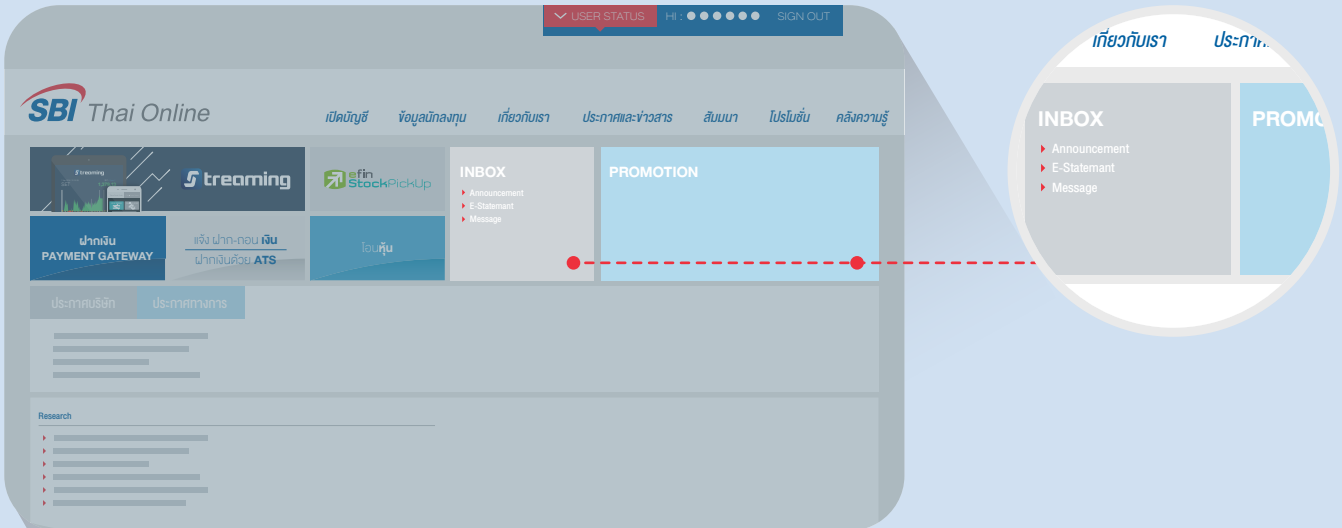 USER STATUS HI : ●●●●●● SIGN OUT
SBI Thai Online
เปิดบัญชี ข้อมูลนักลงทุน เกี่ยวกับเรา ประกาศและข่าวสาร สัมมนา โปรโมชั่น คลังความรู้
Streaming
Streaming
efin
StockPickUp
INBOX
Announcement
E-Statemant
Message
PROMOTION
ฝากเงิน
PAYMENT GATEWAY
แจ้ง ฝาก-ถอน เงิน
ฝากเงินด้วย ATS
โอนหุ้น
ประกาศบริษัท ประกาศทางการ
Research
เกี่ยวกับเรา
INBOX
Announcement
E-Statemant
Message
PROMO